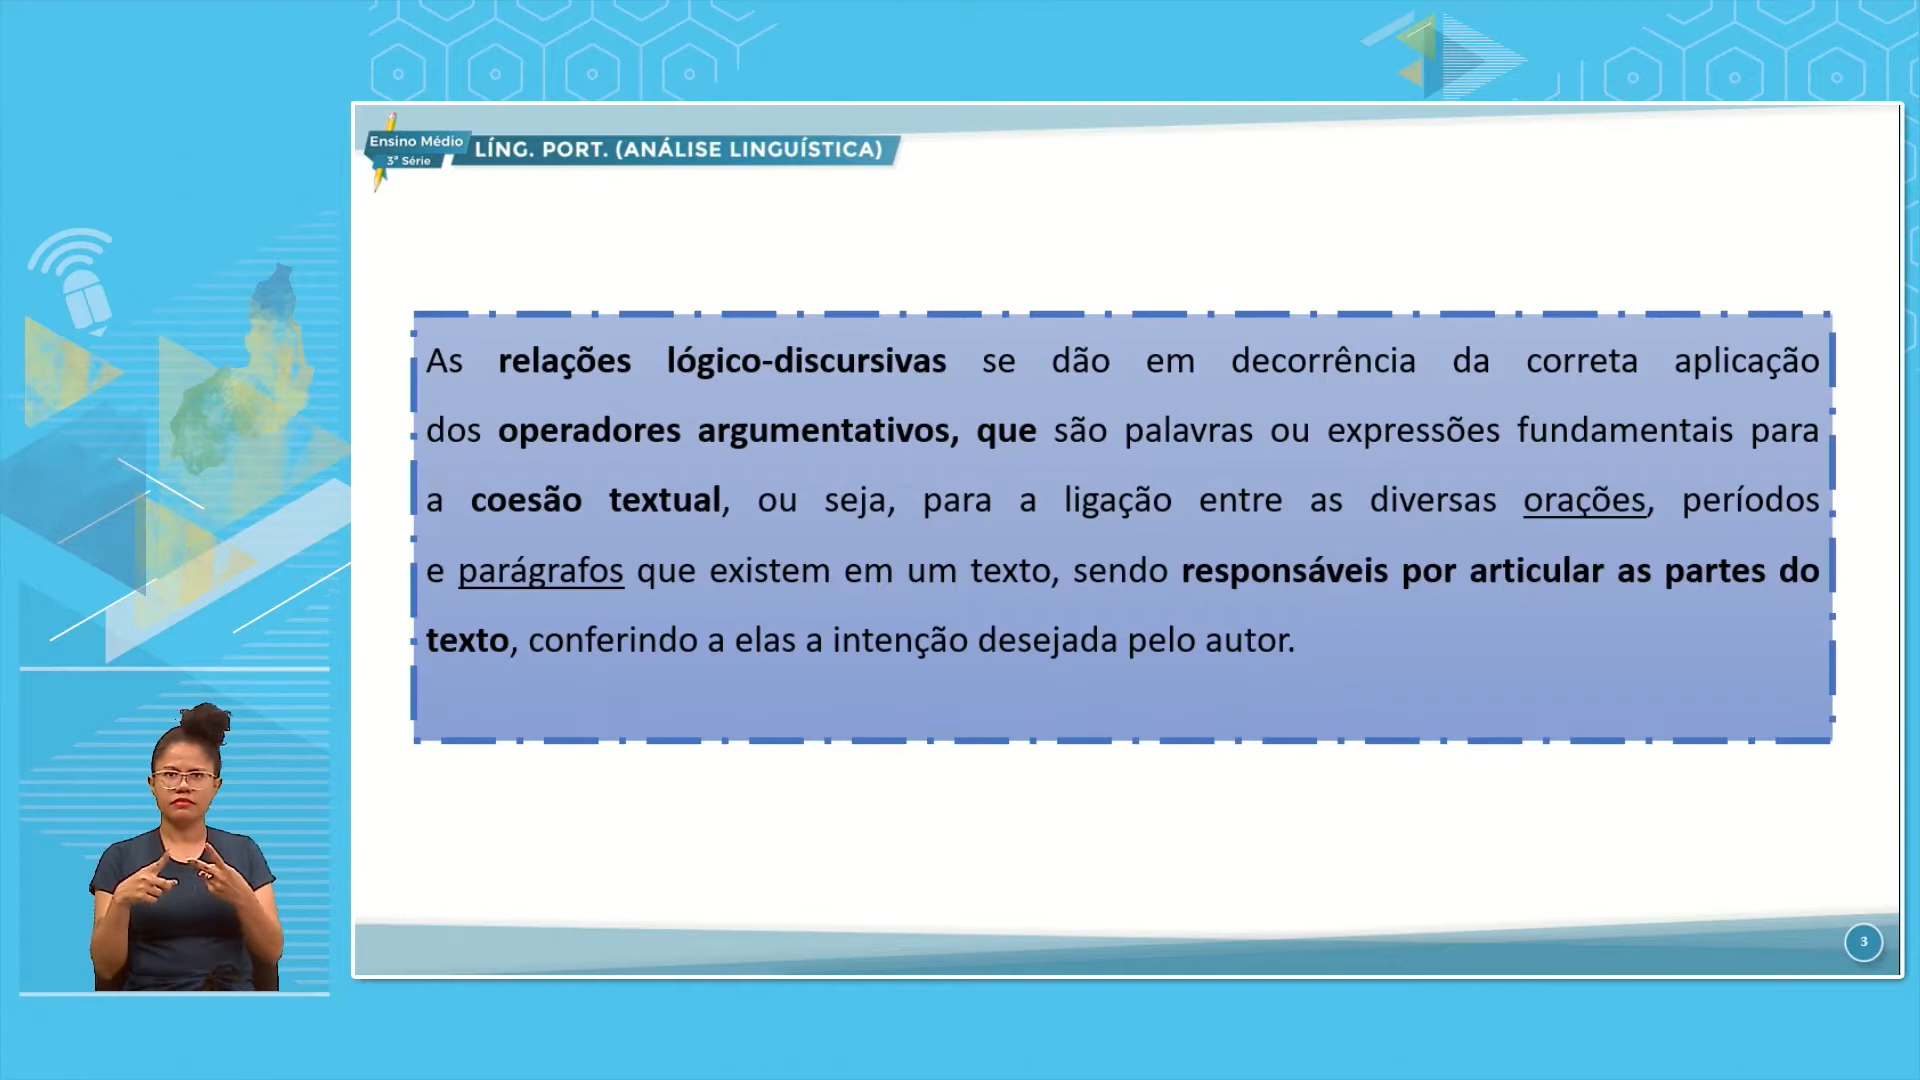 Ensino Médio
3ª Série
LÍNG. PORT. (ANÁLISE LINGUÍSTICA)
As relações lógico-discursivas se dão em decorrência da correta aplicação
dos operadores argumentativos, que são palavras ou expressões fundamentais para
a coesão textual, ou seja, para a ligação entre as diversas orações, períodos
e parágrafos que existem em um texto, sendo responsáveis por articular as partes do
texto, conferindo a elas a intenção desejada pelo autor.
3